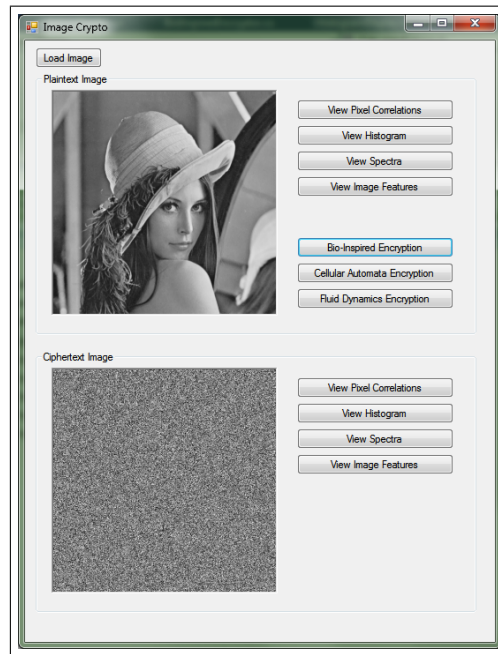 Image Crypto
Load Image
Plaintext Image
View Pixel Correlations
View Histogram
View Spectra
View Image Features
Bio-Inspired Encryption
Cellular Automata Encryption
Fluid Dynamics Encryption
Ciphertext Image
View Pixel Correlations
View Histogram
View Spectra
View Image Features